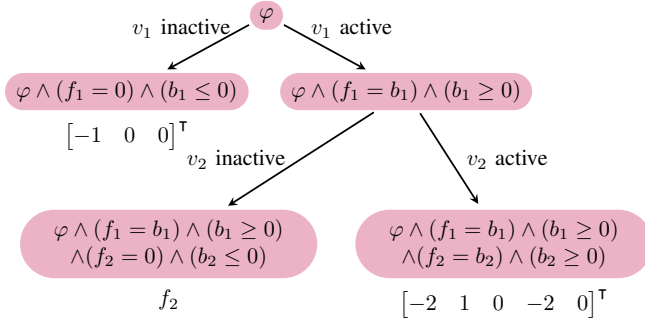 φ
v₁ inactive
v₁ active
φ ∧ (f₁ = 0) ∧ (b₁ ≤ 0)
φ ∧ (f₁ = b₁) ∧ (b₁ ≥ 0)
[−1 0 0]ᵀ
v₂ inactive
v₂ active
φ ∧ (f₁ = b₁) ∧ (b₁ ≥ 0)
∧(f₂ = 0) ∧ (b₂ ≤ 0)
φ ∧ (f₁ = b₁) ∧ (b₁ ≥ 0)
∧(f₂ = b₂) ∧ (b₂ ≥ 0)
f₂
[−2 1 0 −2 0]ᵀ